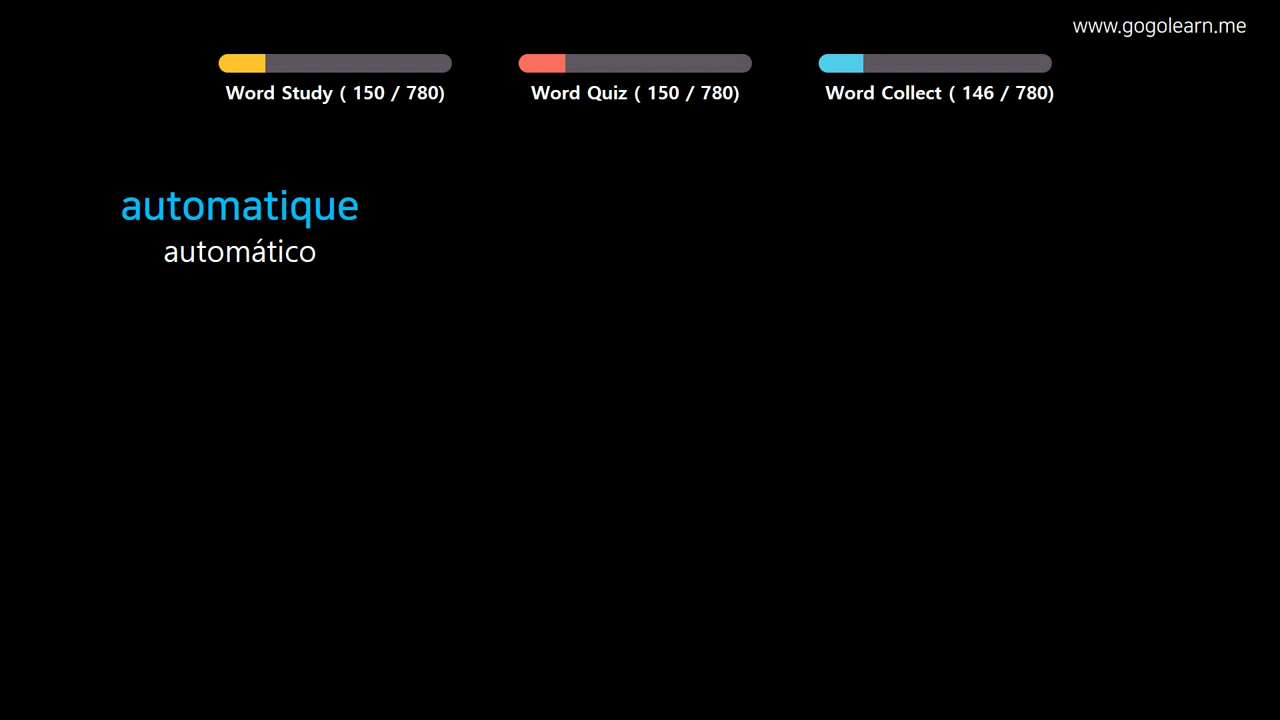 www.gogolearn.me
Word Study ( 150 / 780)
Word Quiz ( 150 / 780)
Word Collect ( 146 / 780)
automatique
automático